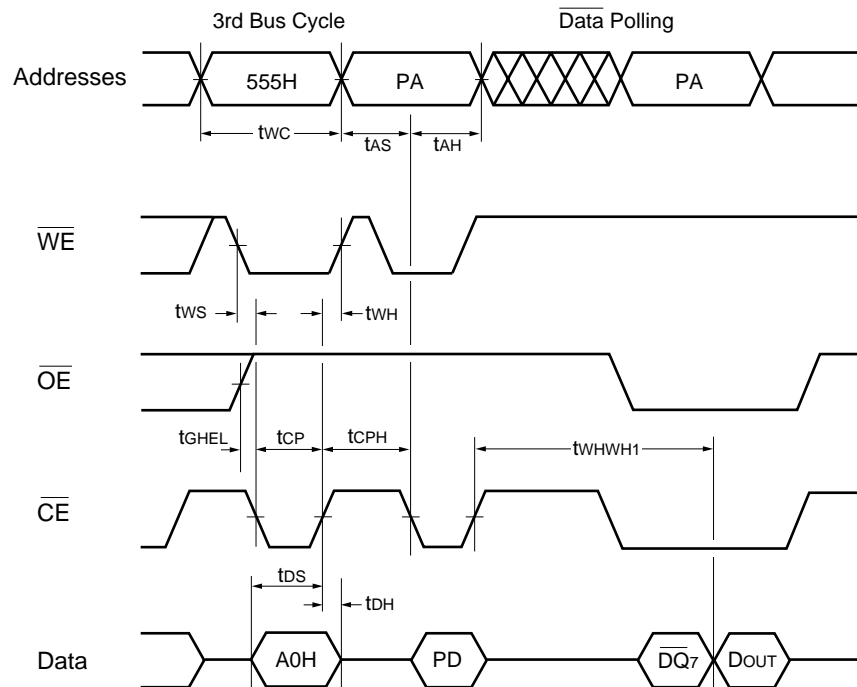 3rd Bus Cycle
Data Polling
Addresses
555H
PA
PA
tWC
tAS
tAH
WE
tWS
tWH
OE
tGHEL
tCP
tCPH
tWHWH1
CE
tDS
tDH
Data
A0H
PD
DQ7
DOUT